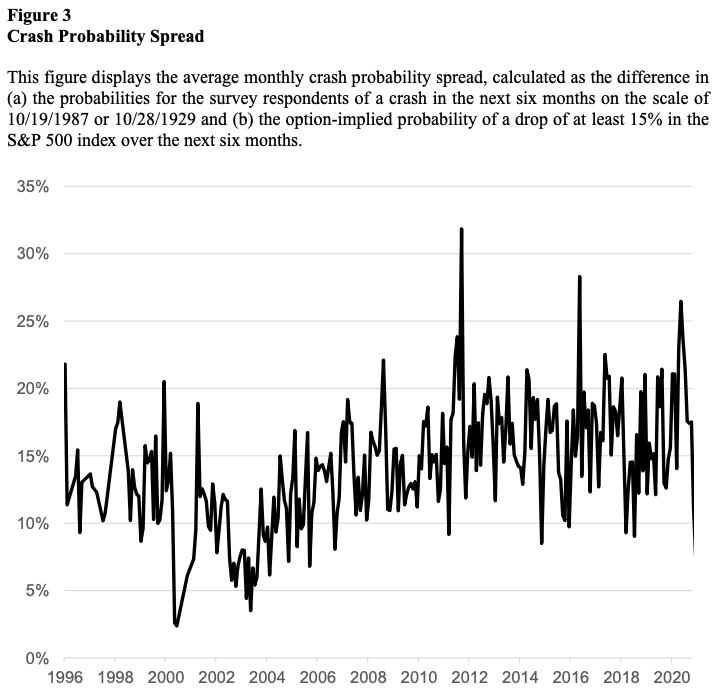 Figure 3
Crash Probability Spread
This figure displays the average monthly crash probability spread, calculated as the difference in
(a) the probabilities for the survey respondents of a crash in the next six months on the scale of
10/19/1987 or 10/28/1929 and (b) the option-implied probability of a drop of at least 15% in the
S&P 500 index over the next six months.
35%
30%
25%
20%
15%
10%
5%
0%
1996 1998 2000 2002 2004 2006 2008 2010 2012 2014 2016 2018 2020